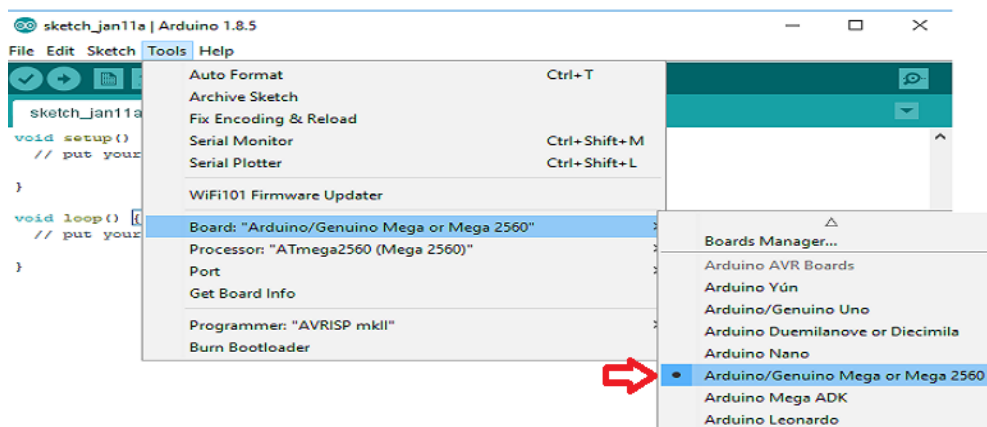 sketch_jan11a | Arduino 1.8.5
File Edit Sketch Tools Help
sketch_jan11a
void setup()
// put your
}
void loop() {
// put your
}
Auto Format Ctrl+T
Archive Sketch
Fix Encoding & Reload
Serial Monitor Ctrl+Shift+M
Serial Plotter Ctrl+Shift+L
WiFi101 Firmware Updater
Board: "Arduino/Genuino Mega or Mega 2560"
Processor: "ATmega2560 (Mega 2560)"
Port
Get Board Info
Programmer: "AVRISP mkII"
Burn Bootloader
Boards Manager...
Arduino AVR Boards
Arduino Yún
Arduino/Genuino Uno
Arduino Duemilanove or Diecimila
Arduino Nano
Arduino/Genuino Mega or Mega 2560
Arduino Mega ADK
Arduino Leonardo